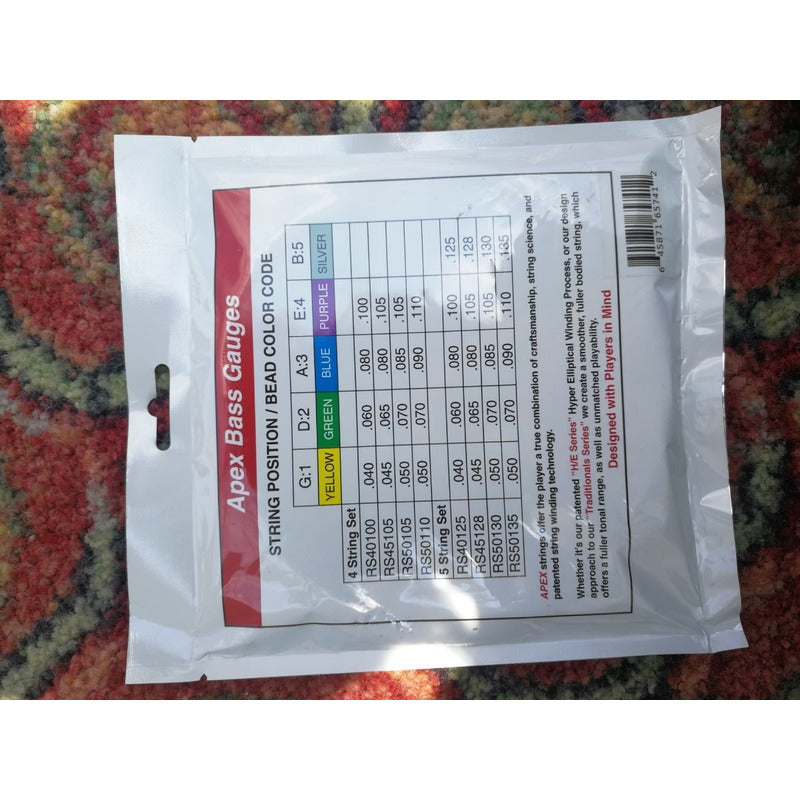 Apex Bass Gauges
STRING POSITION / BEAD COLOR CODE
G:1 D:2 A:3 E:4 B:5
YELLOW GREEN BLUE PURPLE SILVER
4 String Set
RS40100 .040 .060 .080 .100
RS45105 .045 .065 .080 .105
RS50105 .050 .070 .085 .105
RS50110 .050 .070 .090 .110
5 String Set
RS40125 .040 .060 .080 .100 .125
RS45128 .045 .065 .080 .105 .128
RS50130 .050 .070 .085 .105 .130
RS50135 .050 .070 .090 .110 .135
APEX strings offer the player a true combination of craftsmanship, string science, and
patented string winding technology.
Whether it's our patented "H/E Series" Hyper Elliptical Winding Process, or our design
approach to our "Traditionals Series" we create a smoother, fuller bodied string, which
offers a fuller tonal range, as well as unmatched playability.
Designed with Players in Mind
6 45871 65741 2